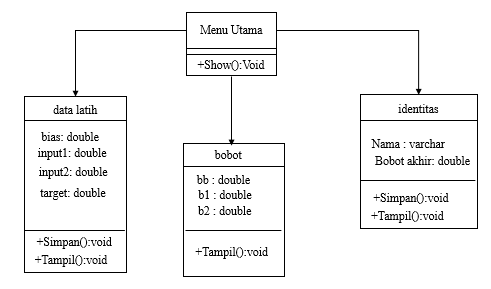 Menu Utama
+Show():Void
data latih
bias: double
input1: double
input2: double
target: double
+Simpan():void
+Tampil():void
bobot
bb : double
b1 : double
b2 : double
+Tampil():void
identitas
Nama : varchar
Bobot akhir: double
+Simpan():void
+Tampil():void